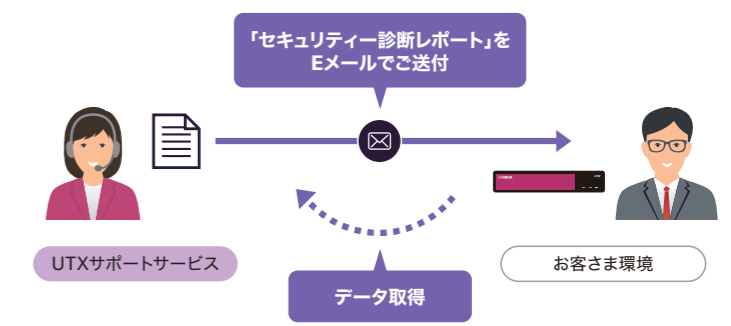 「セキュリティー診断レポート」を
Eメールでご送付
UTXサポートサービス
お客さま環境
データ取得